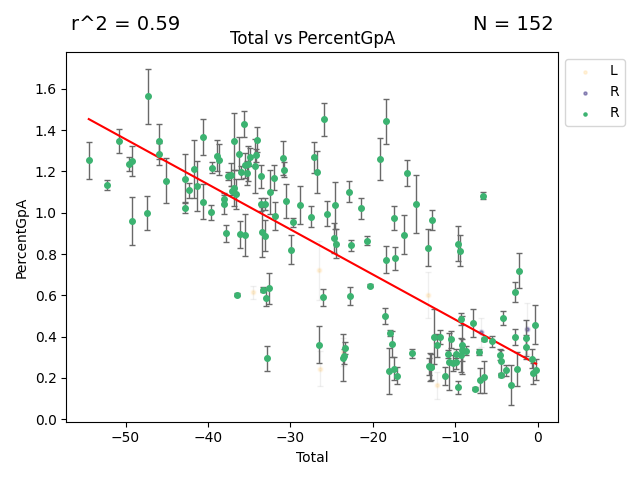 r^2 = 0.59 N = 152
Total vs PercentGpA
L
R
R
1.6
1.4
1.2
1.0
0.8
0.6
0.4
0.2
0.0
PercentGpA
−50 −40 −30 −20 −10 0
Total